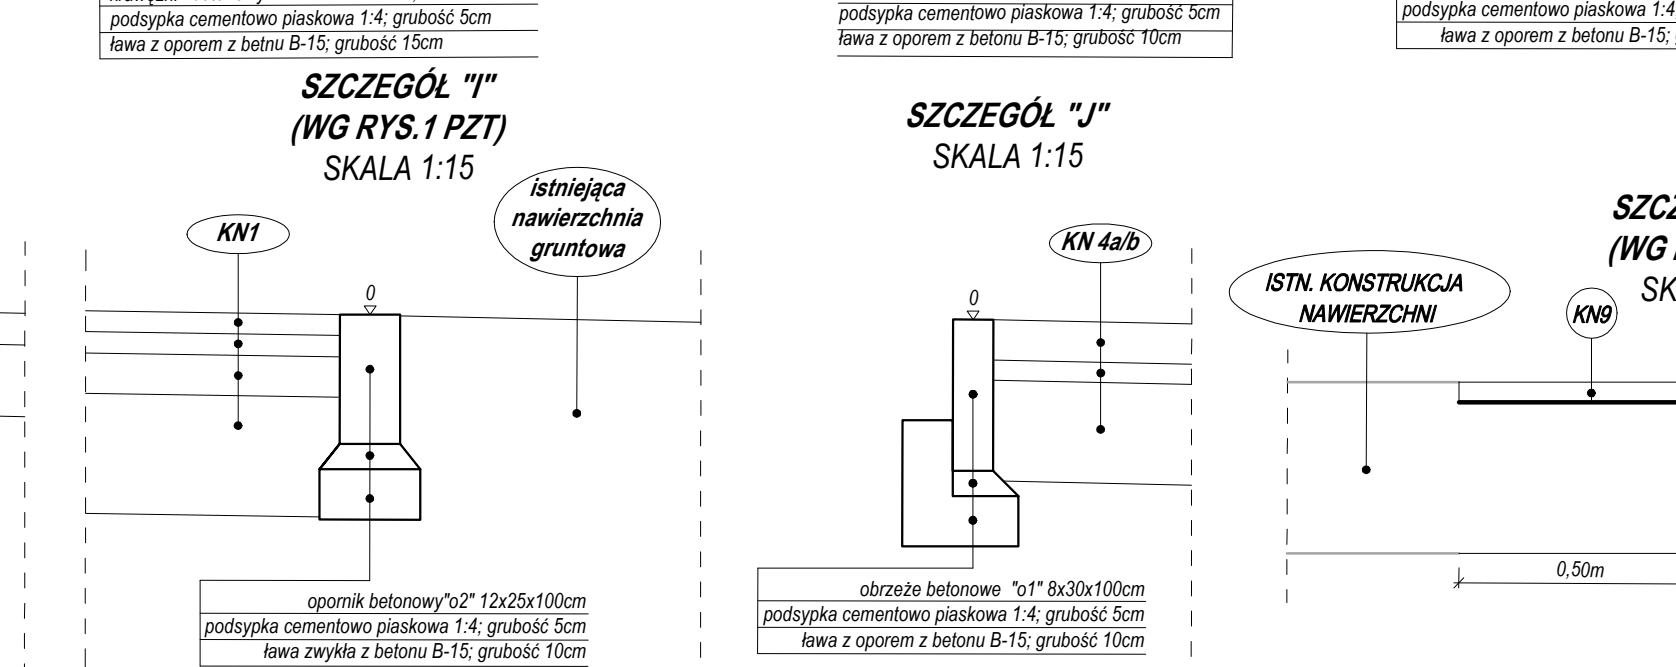 podsypka cementowo piaskowa 1:4; grubość 5cm
ława z oporem z betnu B-15; grubość 15cm
podsypka cementowo piaskowa 1:4; grubość 5cm
ława z oporem z betonu B-15; grubość 10cm
podsypka cementowo piaskowa 1:4
ława z oporem z betonu B-15;
SZCZEGÓŁ "I"
(WG RYS.1 PZT)
SKALA 1:15
istniejąca
nawierzchnia
gruntowa
KN1
0
opornik betonowy"o2" 12x25x100cm
podsypka cementowo piaskowa 1:4; grubość 5cm
ława zwykła z betonu B-15; grubość 10cm
SZCZEGÓŁ "J"
SKALA 1:15
KN 4a/b
0
obrzeże betonowe "o1" 8x30x100cm
podsypka cementowo piaskowa 1:4; grubość 5cm
ława z oporem z betonu B-15; grubość 10cm
(WG
SK
ISTN. KONSTRUKCJA
NAWIERZCHNI
KN9
0,50m